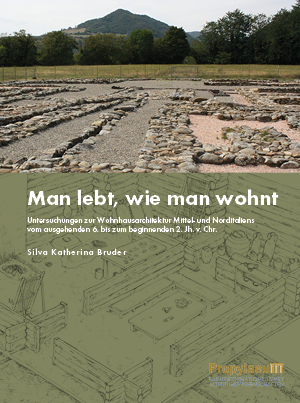 Man lebt, wie man wohnt
Untersuchungen zur Wohnhausarchitektur Mittel- und Norditaliens
vom ausgehenden 6. bis zum beginnenden 2. Jh. v. Chr.
Silva Katherina Bruder